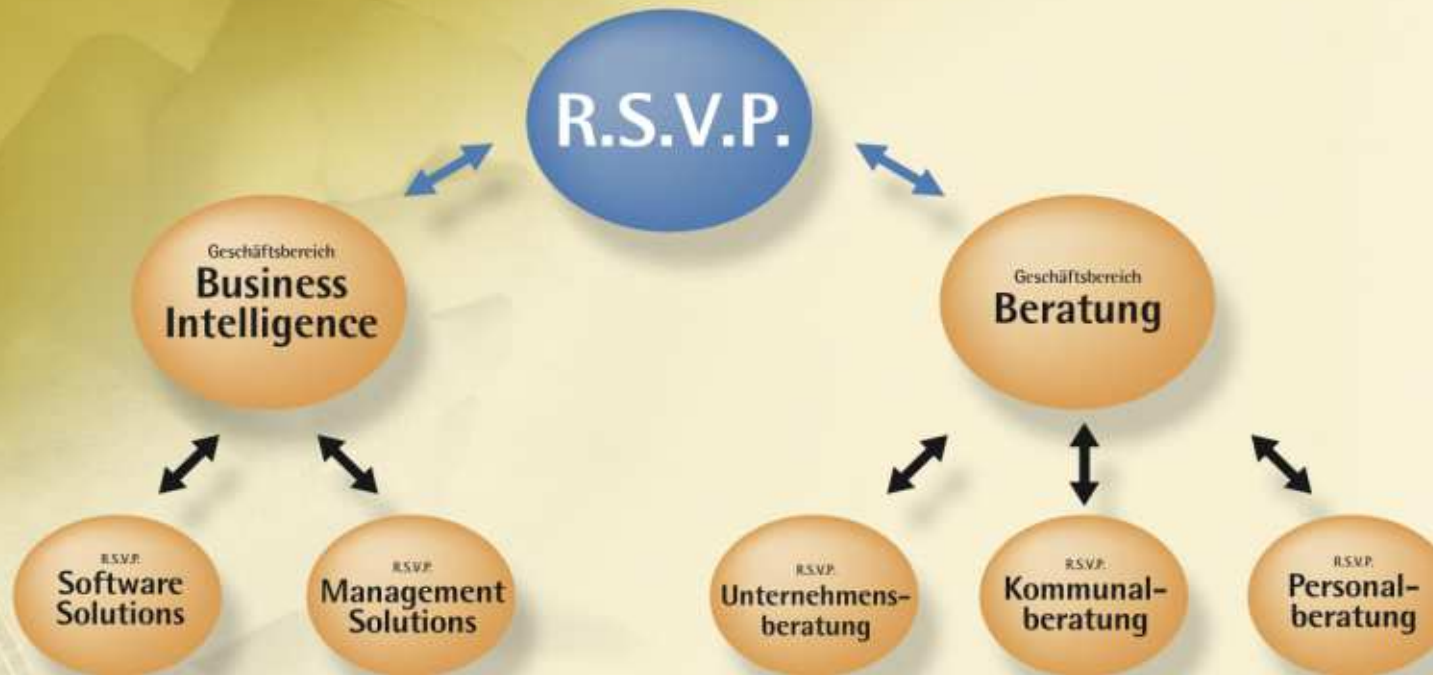 R.S.V.P.
Geschäftsbereich
Business
Intelligence
Geschäftsbereich
Beratung
R.S.V.P.
Software
Solutions
R.S.V.P.
Management
Solutions
R.S.V.P.
Unternehmens-
beratung
R.S.V.P.
Kommunal-
beratung
R.S.V.P.
Personal-
beratung